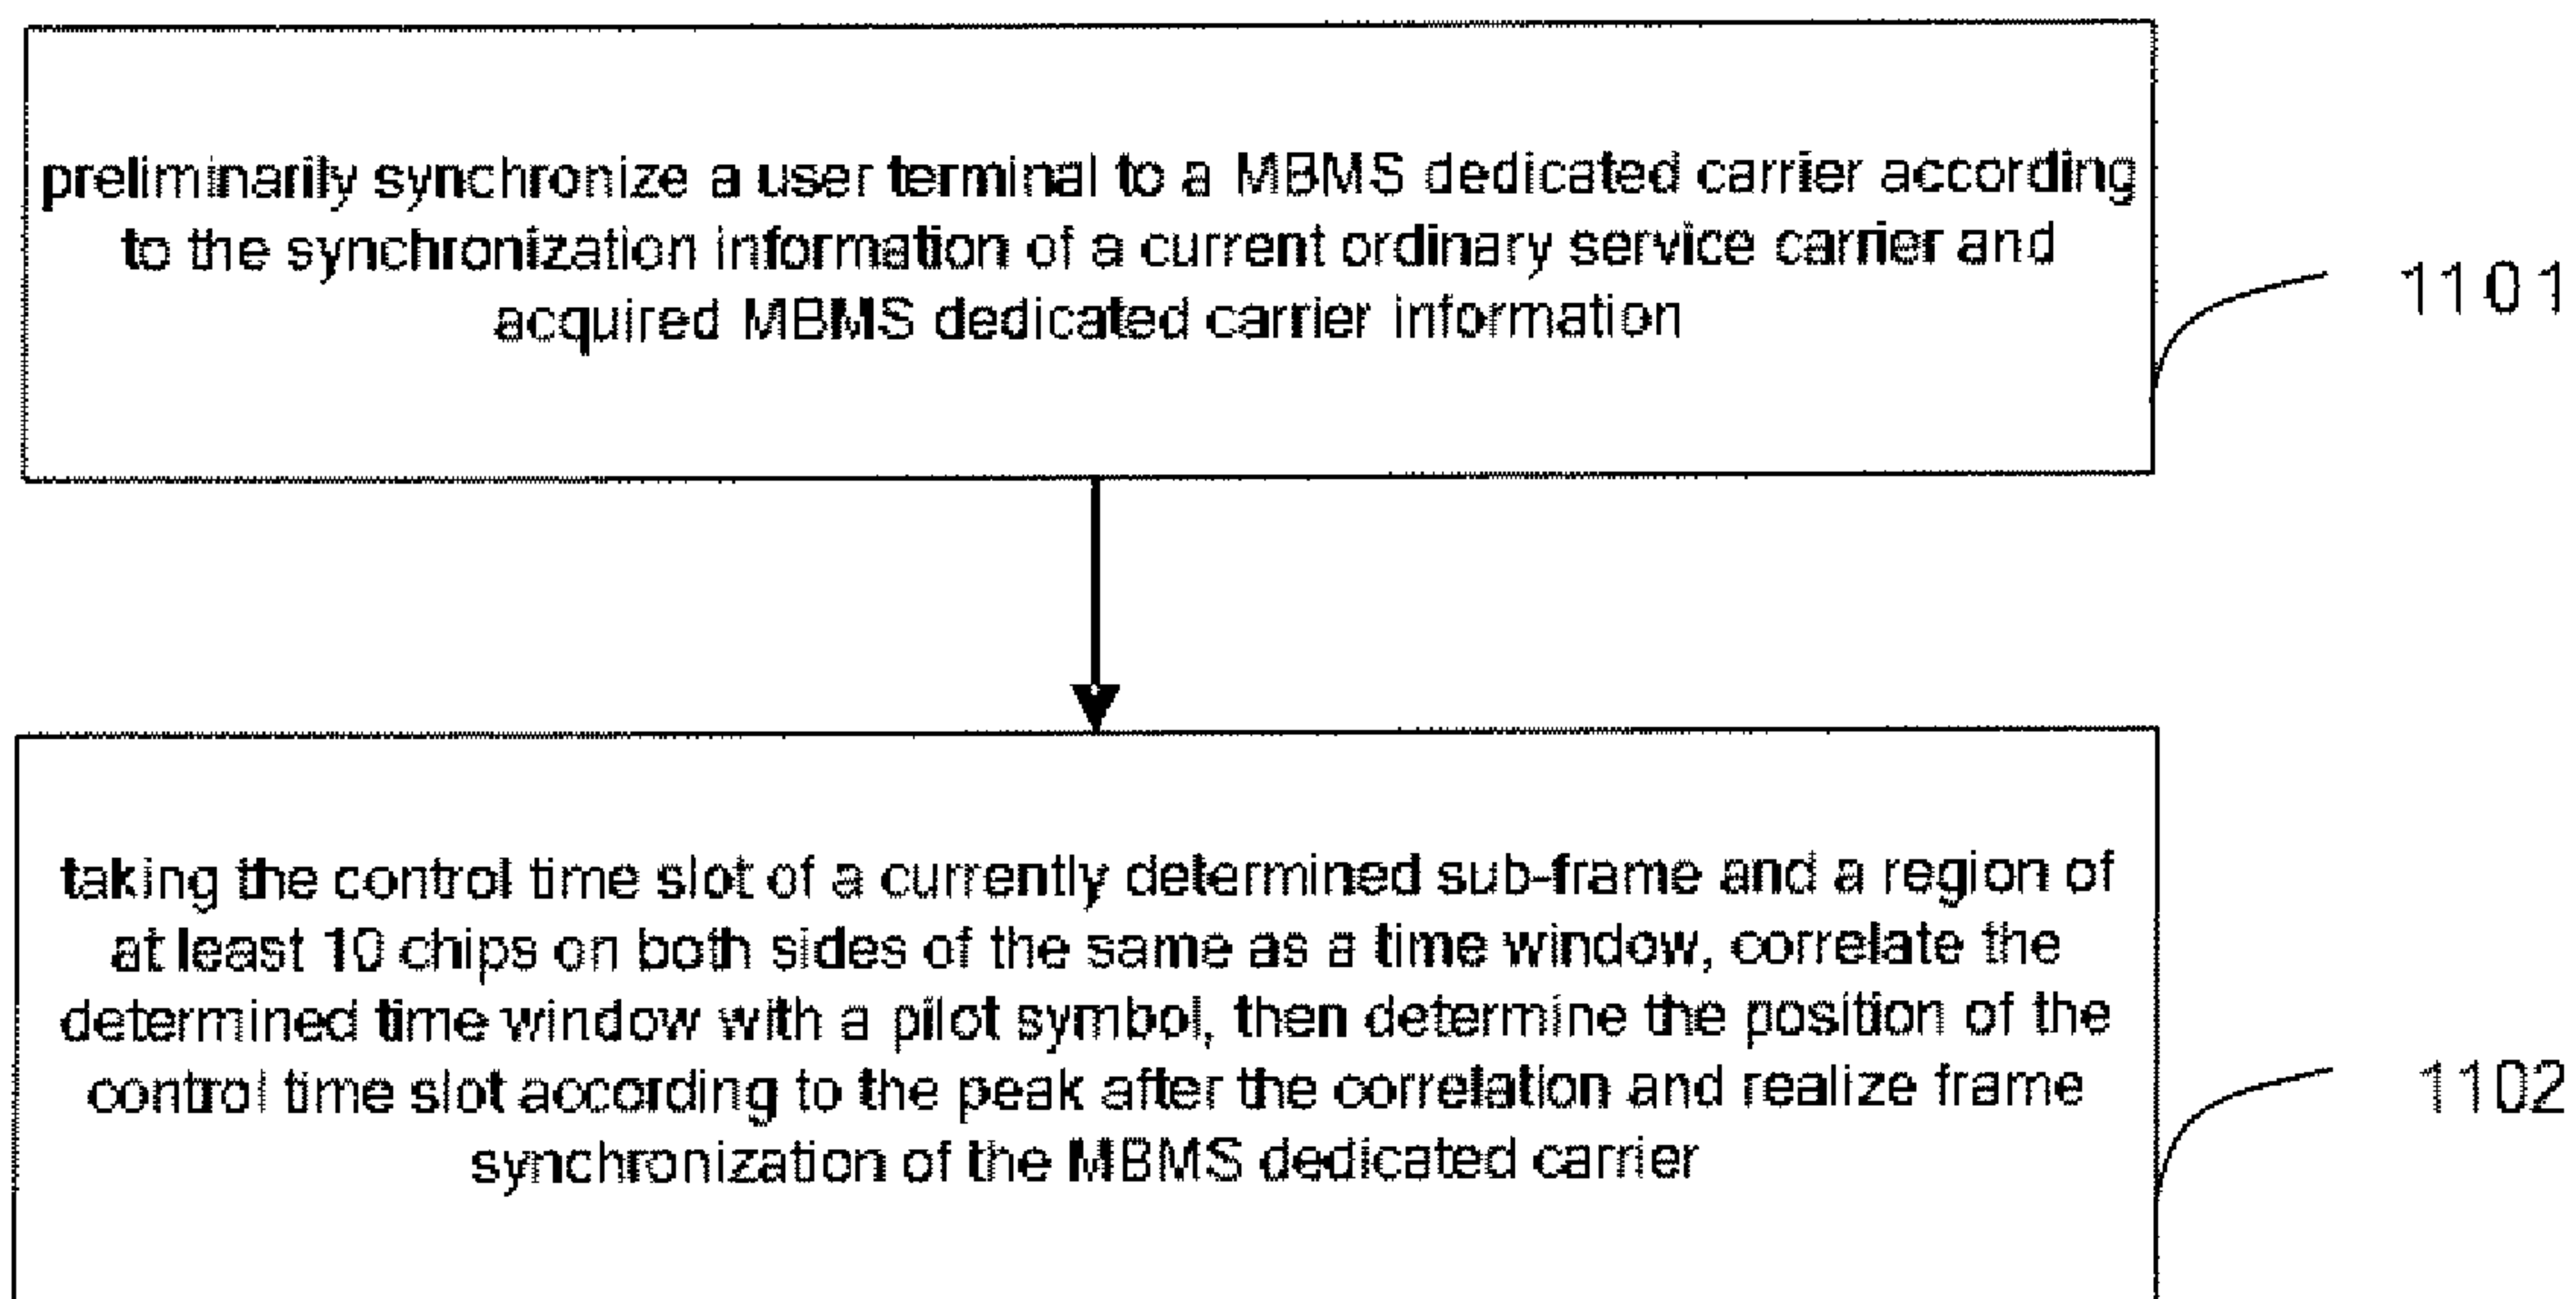 preliminarily synchronize a user terminal to a MBMS dedicated carrier according
to the synchronization information of a current ordinary service carrier and
acquired MBMS dedicated carrier information
1101
taking the control time slot of a currently determined sub-frame and a region of
at least 10 chips on both sides of the same as a time window, correlate the
determined time window with a pilot symbol, then determine the position of the
control time slot according to the peak after the correlation and realize frame
synchronization of the MBMS dedicated carrier
1102